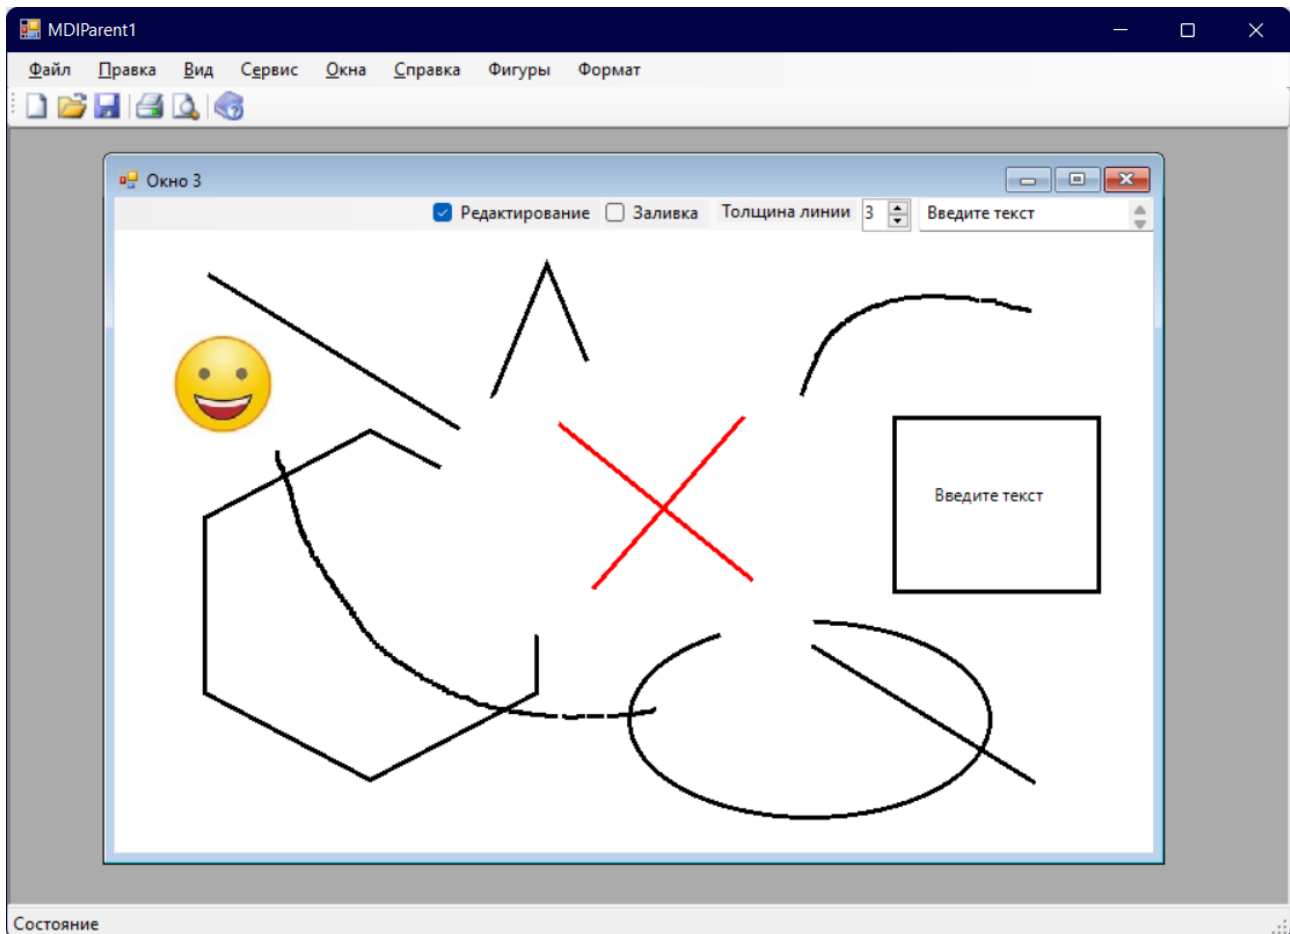 MDIParent1
Файл Правка Вид Сервис Окна Справка Фигуры Формат
Окно 3
Редактирование Заливка Толщина линии 3 Введите текст
Введите текст
Состояние